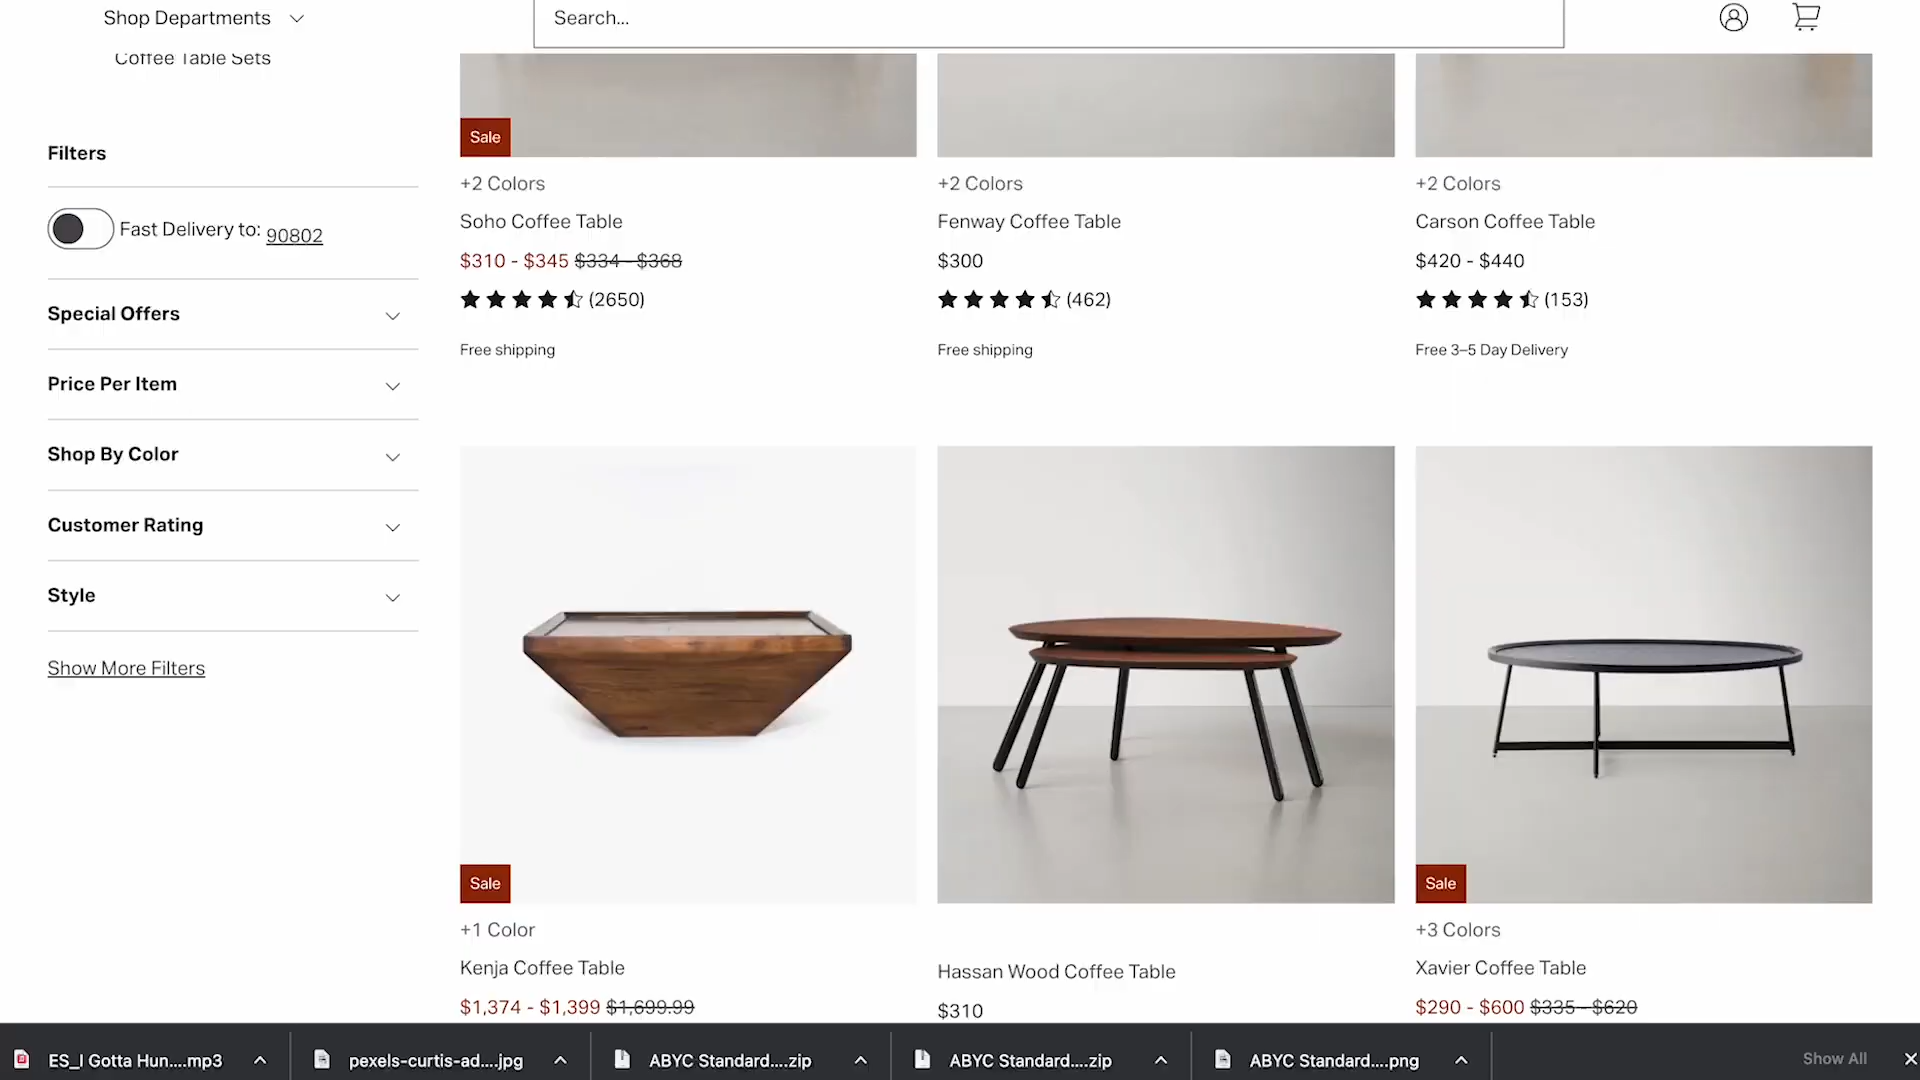 Shop Departments
Search...
Coffee Table Sets
Filters
Fast Delivery to: 90802
Special Offers
Price Per Item
Shop By Color
Customer Rating
Style
Show More Filters
Sale
+2 Colors
Soho Coffee Table
$310 - $345 $334 - $368
(2650)
Free shipping
+2 Colors
Fenway Coffee Table
$300
(462)
Free shipping
+2 Colors
Carson Coffee Table
$420 - $440
(153)
Free 3–5 Day Delivery
Sale
+1 Color
Kenja Coffee Table
$1,374 - $1,399 $1,699.99
Hassan Wood Coffee Table
$310
Sale
+3 Colors
Xavier Coffee Table
$290 - $600 $335 - $620
ES_I Gotta Hun....mp3
pexels-curtis-ad....jpg
ABYC Standard....zip
ABYC Standard....zip
ABYC Standard....png
Show All